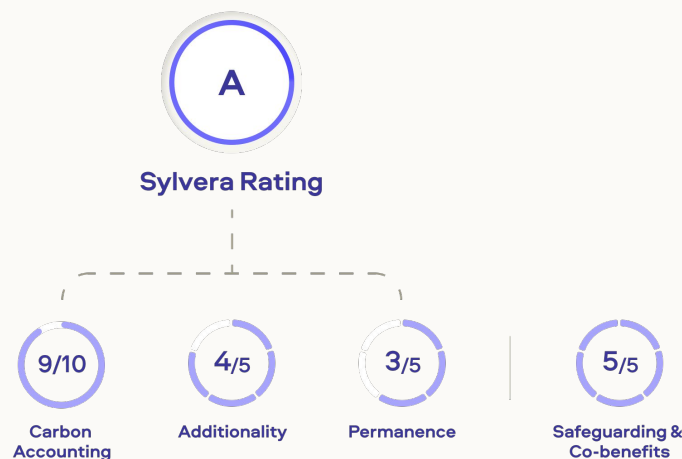 A
Sylvera Rating
9/10
4/5
3/5
5/5
Carbon
Accounting
Additionality
Permanence
Safeguarding &
Co-benefits